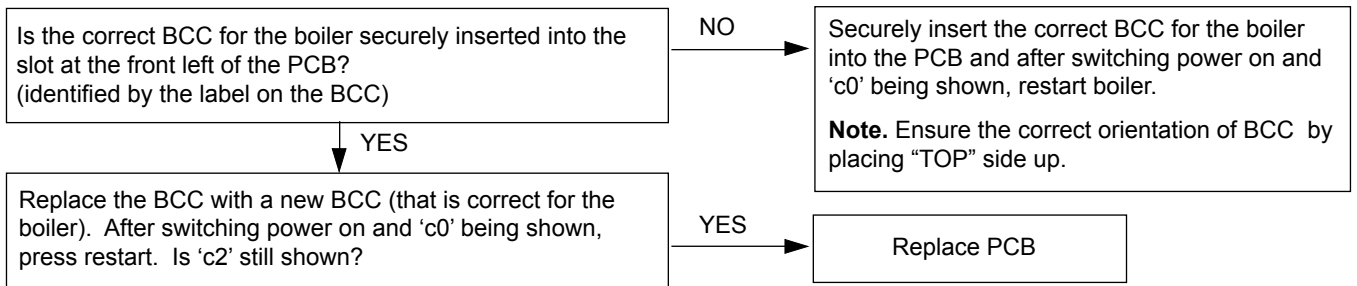 Is the correct BCC for the boiler securely inserted into the
slot at the front left of the PCB?
(identified by the label on the BCC)
NO
Securely insert the correct BCC for the boiler
into the PCB and after switching power on and
‘c0’ being shown, restart boiler.
Note. Ensure the correct orientation of BCC by
placing “TOP” side up.
YES
Replace the BCC with a new BCC (that is correct for the
boiler). After switching power on and ‘c0’ being shown,
press restart. Is ‘c2’ still shown?
YES
Replace PCB